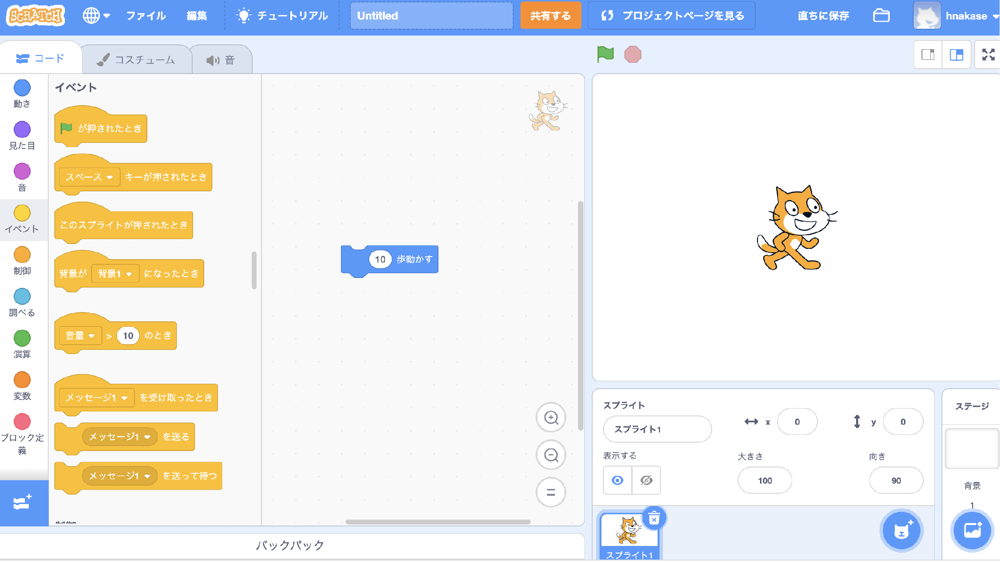 SCRATCH
ファイル
編集
チュートリアル
Untitled
共有する
プロジェクトページを見る
直ちに保存
hnakase
コード
コスチューム
音
動き
見た目
音
イベント
制御
調べる
演算
変数
ブロック定
義
イベント
が押されたとき
スペース キーが押されたとき
このスプライトが押されたとき
背景が 背景1 になったとき
音量 > 10 のとき
メッセージ1 を受け取ったとき
メッセージ1 を送る
メッセージ1 を送って待つ
制御
10 歩動かす
バックパック
スプライト
スプライト1
x 0
y 0
表示する
大きさ
100
向き
90
スプライト1
ステージ
背景
1